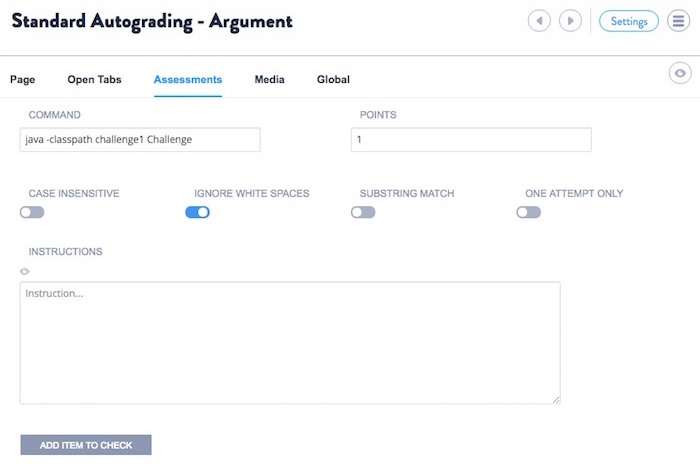 Standard Autograding - Argument
Settings
Page Open Tabs Assessments Media Global
COMMAND POINTS
java -classpath challenge1 Challenge 1
CASE INSENSITIVE IGNORE WHITE SPACES SUBSTRING MATCH ONE ATTEMPT ONLY
INSTRUCTIONS
Instruction...
ADD ITEM TO CHECK